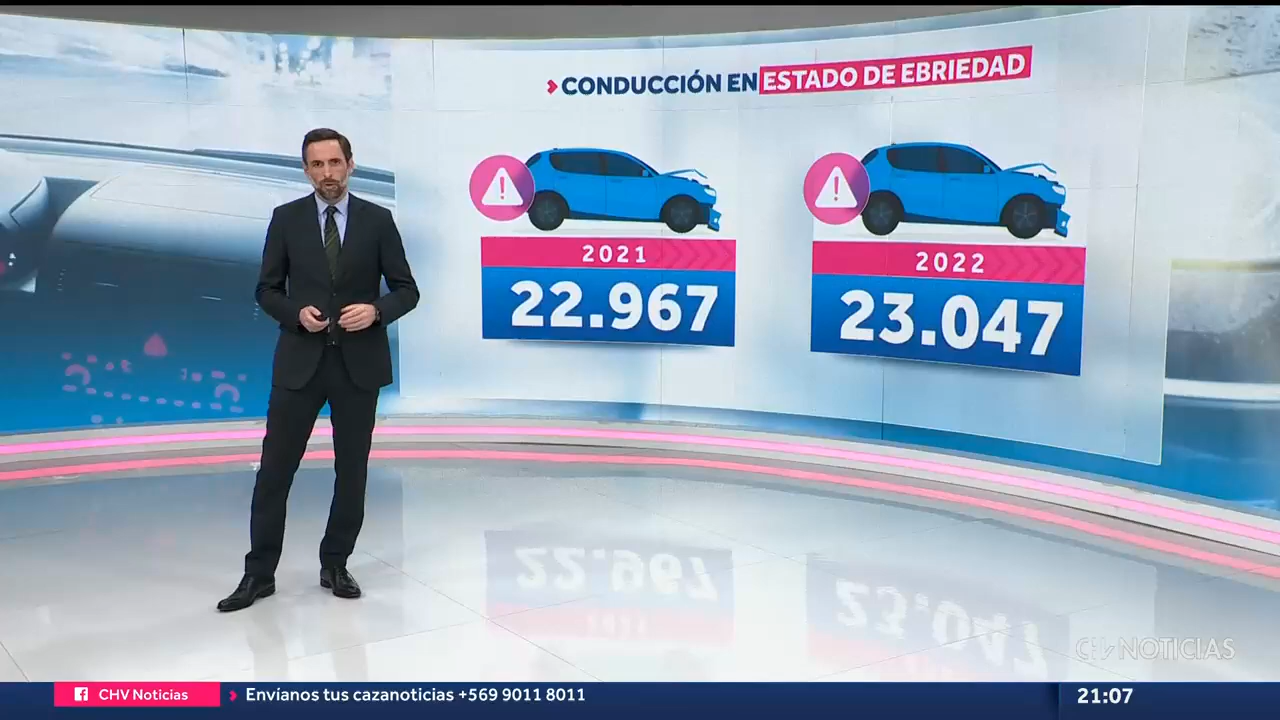 CONDUCCIÓN EN ESTADO DE EBRIEDAD
2021
22.967
2022
23.047
CHV NOTICIAS
CHV Noticias
Envíanos tus cazanoticias +569 9011 8011
21:07